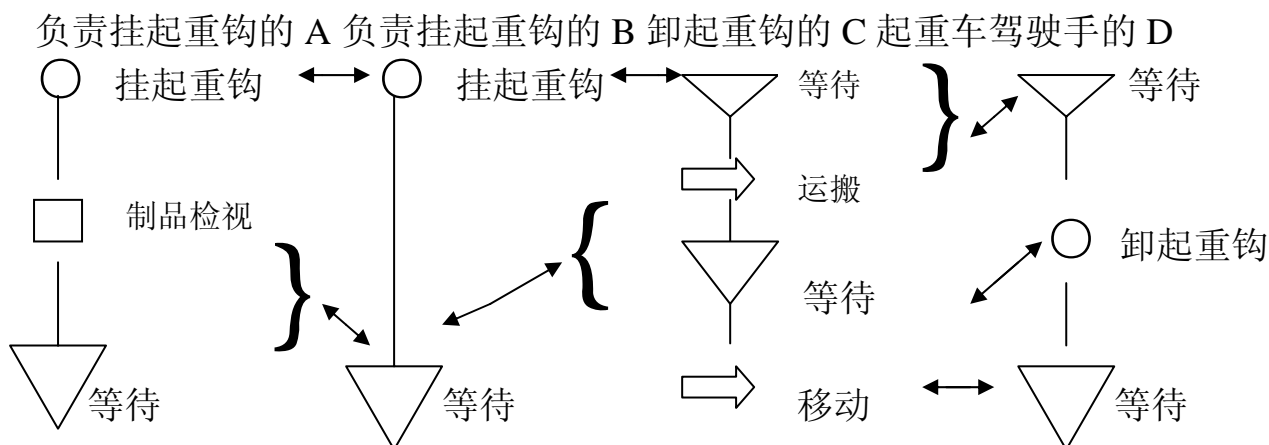 负责挂起重钩的 A 负责挂起重钩的 B 卸起重钩的 C 起重车驾驶手的 D
挂起重钩 挂起重钩 等待 等待
运搬
制品检视
卸起重钩
等待
等待 等待 移动 等待